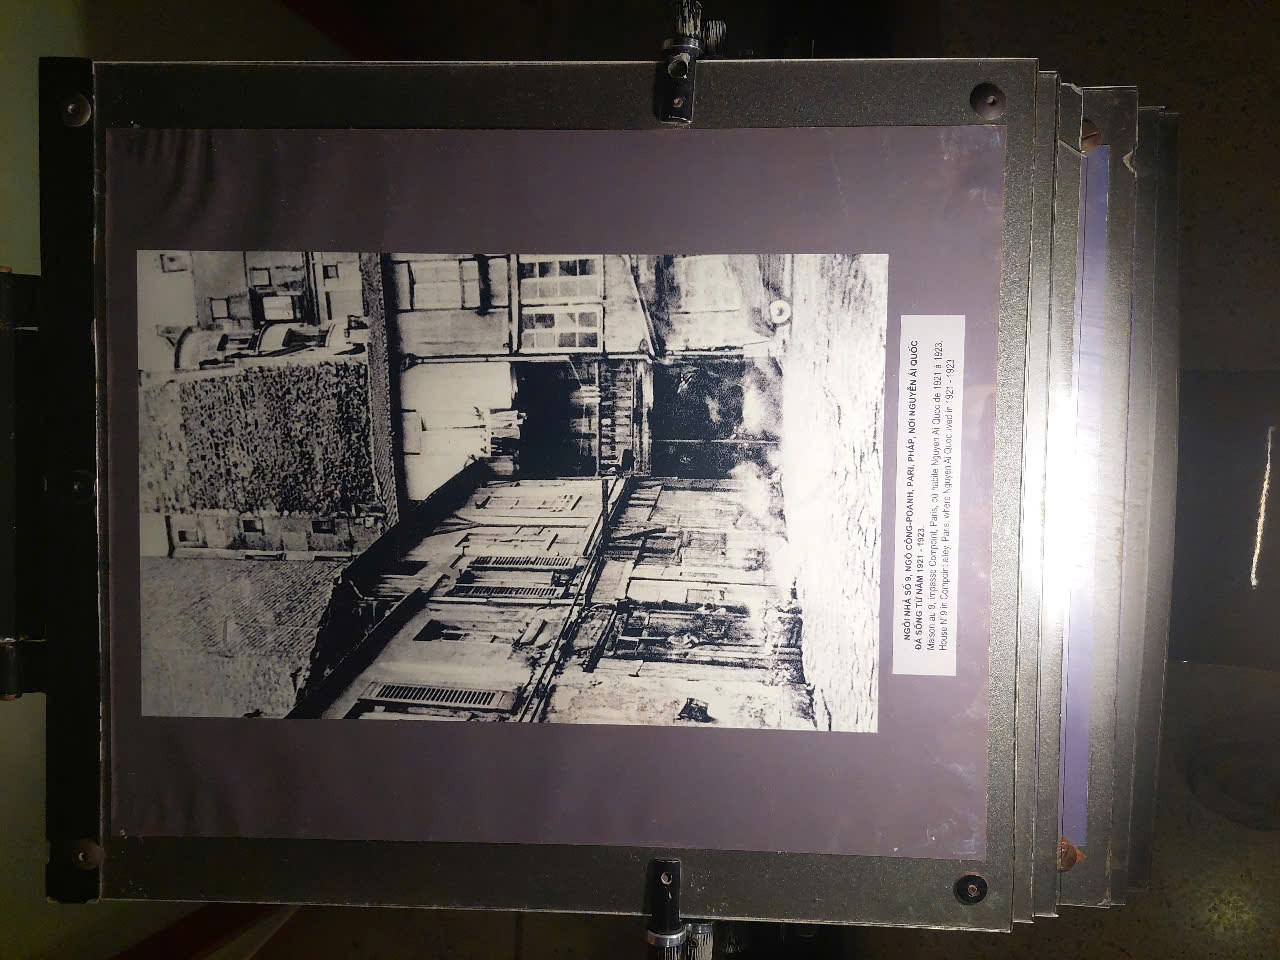 NGÔI NHÀ SỐ 9, NGÕ CÔNG-POANH, PARI, PHÁP, NƠI NGUYỄN ÁI QUỐC
ĐÃ SỐNG TỪ NĂM 1921 - 1923.
Maison au 9, impasse Compoint, Paris, où habite Nguyen Ai Quoc de 1921 à 1923.
House N°9 in Compoint alley, Paris, where Nguyen Ai Quoc lived in 1921 - 1923